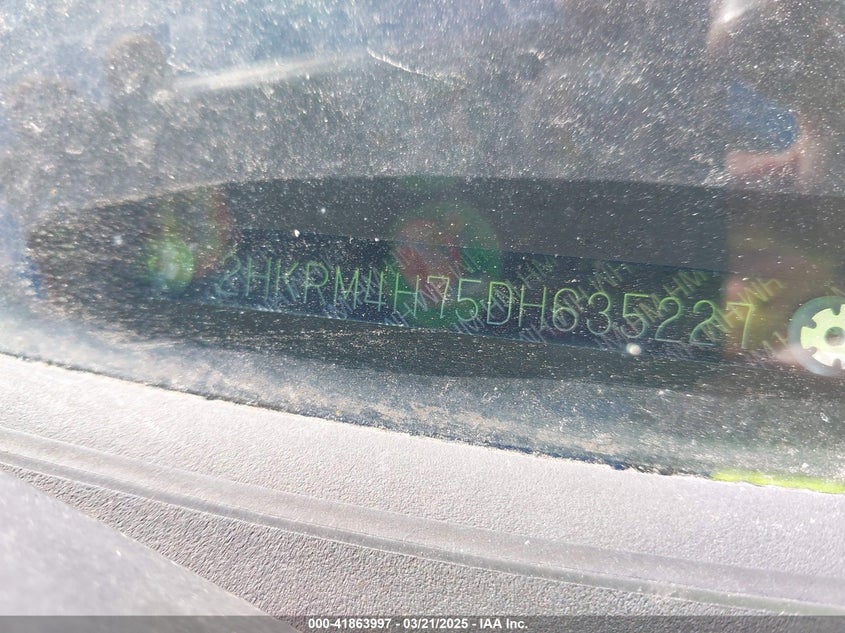 2HKRM4H75DH635227
000-41863997 - 03/21/2025 - IAA Inc.